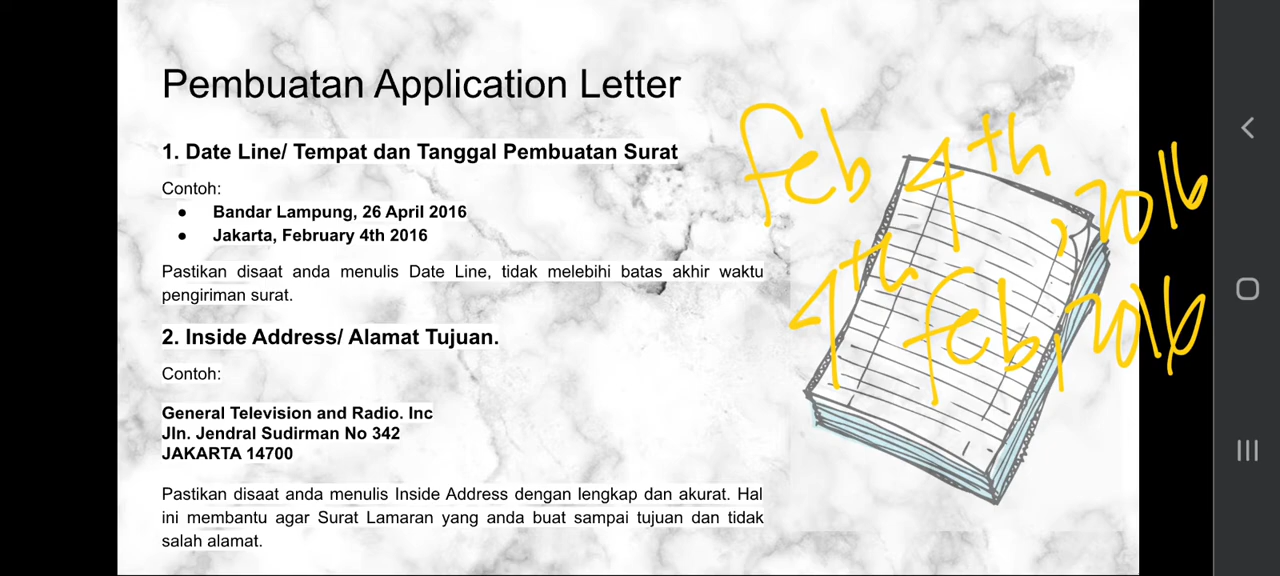 Pembuatan Application Letter
1. Date Line/ Tempat dan Tanggal Pembuatan Surat
Contoh:
● Bandar Lampung, 26 April 2016
● Jakarta, February 4th 2016
Pastikan disaat anda menulis Date Line, tidak melebihi batas akhir waktu
pengiriman surat.
2. Inside Address/ Alamat Tujuan.
Contoh:
General Television and Radio. Inc
Jln. Jendral Sudirman No 342
JAKARTA 14700
Pastikan disaat anda menulis Inside Address dengan lengkap dan akurat. Hal
ini membantu agar Surat Lamaran yang anda buat sampai tujuan dan tidak
salah alamat.
feb 4th, 2016
4th feb, 2016